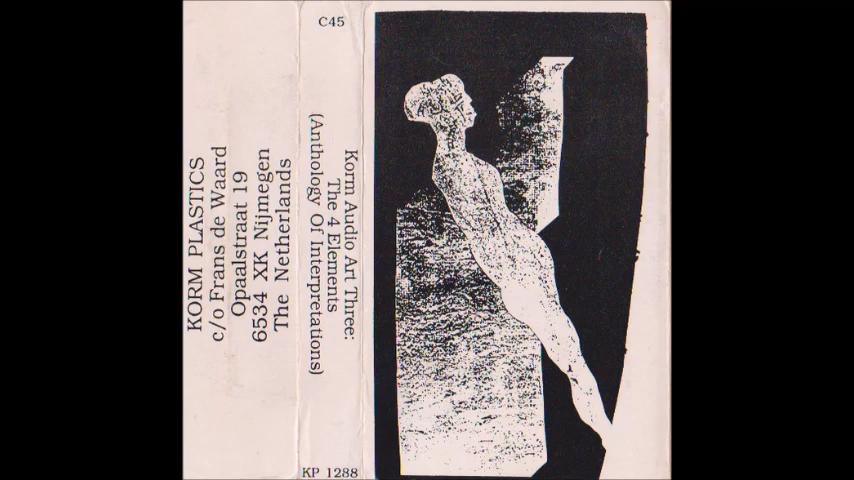 KORM PLASTICS
c/o Frans de Waard
Opaalstraat 19
6534 XK Nijmegen
The Netherlands
C45
Korm Audio Art Three:
The 4 Elements
(Anthology Of Interpretations)
KP 1288